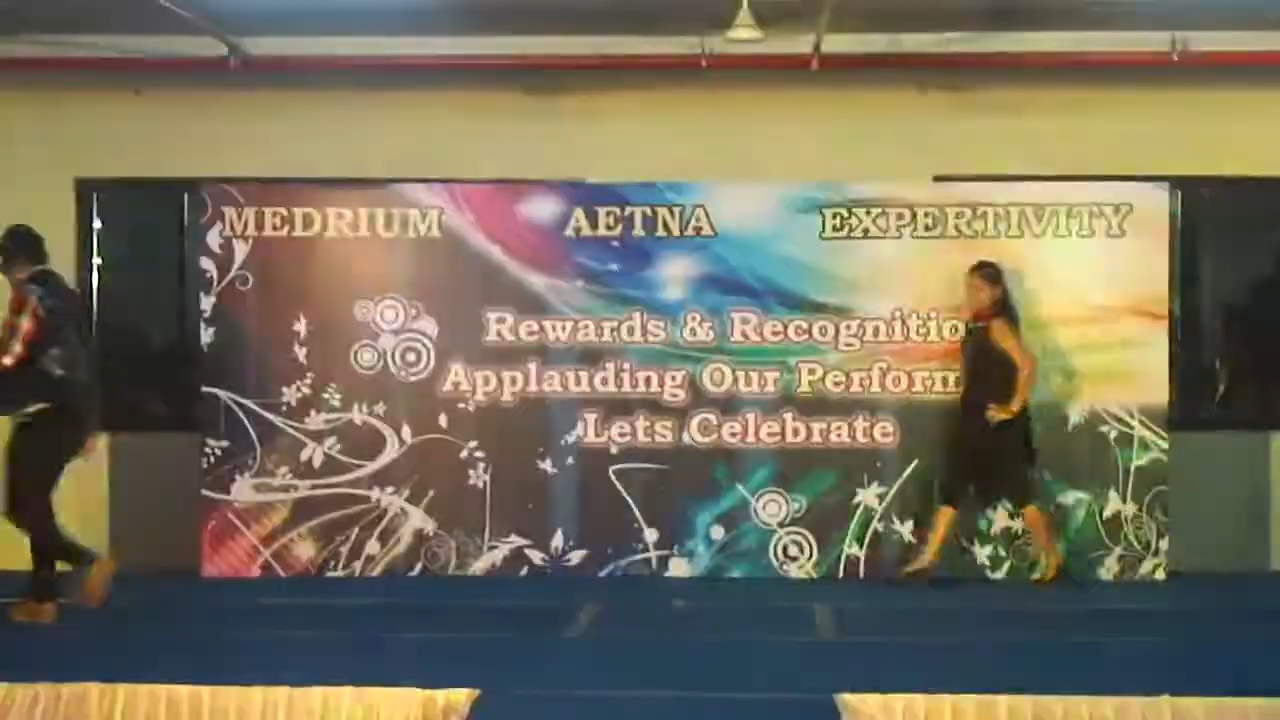 MEDRIUM AETNA EXPERTIVITY
Rewards & Recognitio
Applauding Our Perform
Lets Celebrate